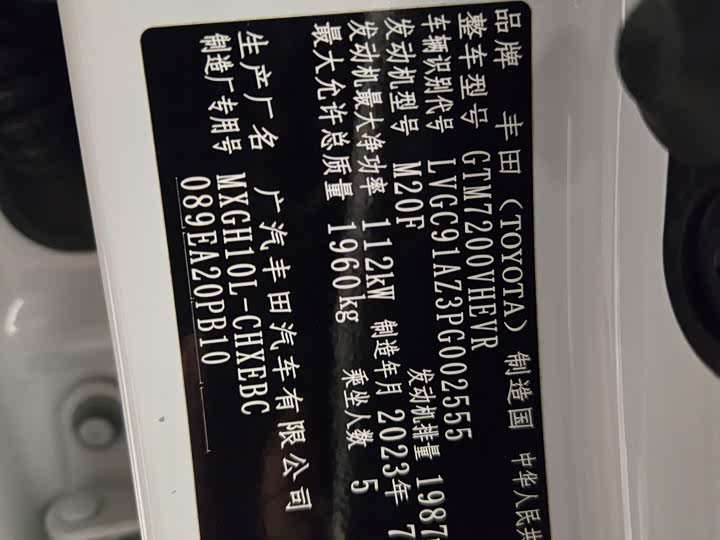 品牌 丰田（TOYOTA） 制造国 中华人民共
整车型号 GTM7200VHEVR
车辆识别代号 LVGC91AZ3PG002555
发动机型号 M20F 发动机排量 1987
发动机最大净功率 112kW 制造年月 2023年 7
最大允许总质量 1960kg 乘坐人数 5
生产厂名 广汽丰田汽车有限公司
制造厂专用号 MXGH10L-CHXEBC
089EA20PB10